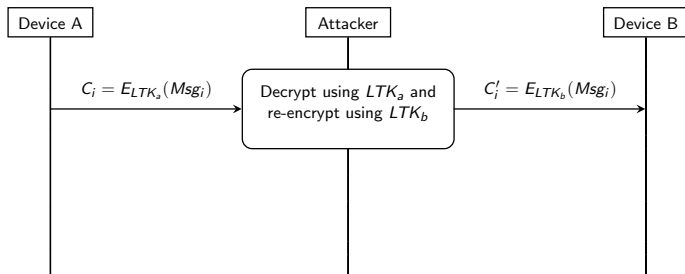 Device A Attacker Device B
C_i = E_{LTK_a}(Msg_i)
Decrypt using LTK_a and
re-encrypt using LTK_b
C'_i = E_{LTK_b}(Msg_i)